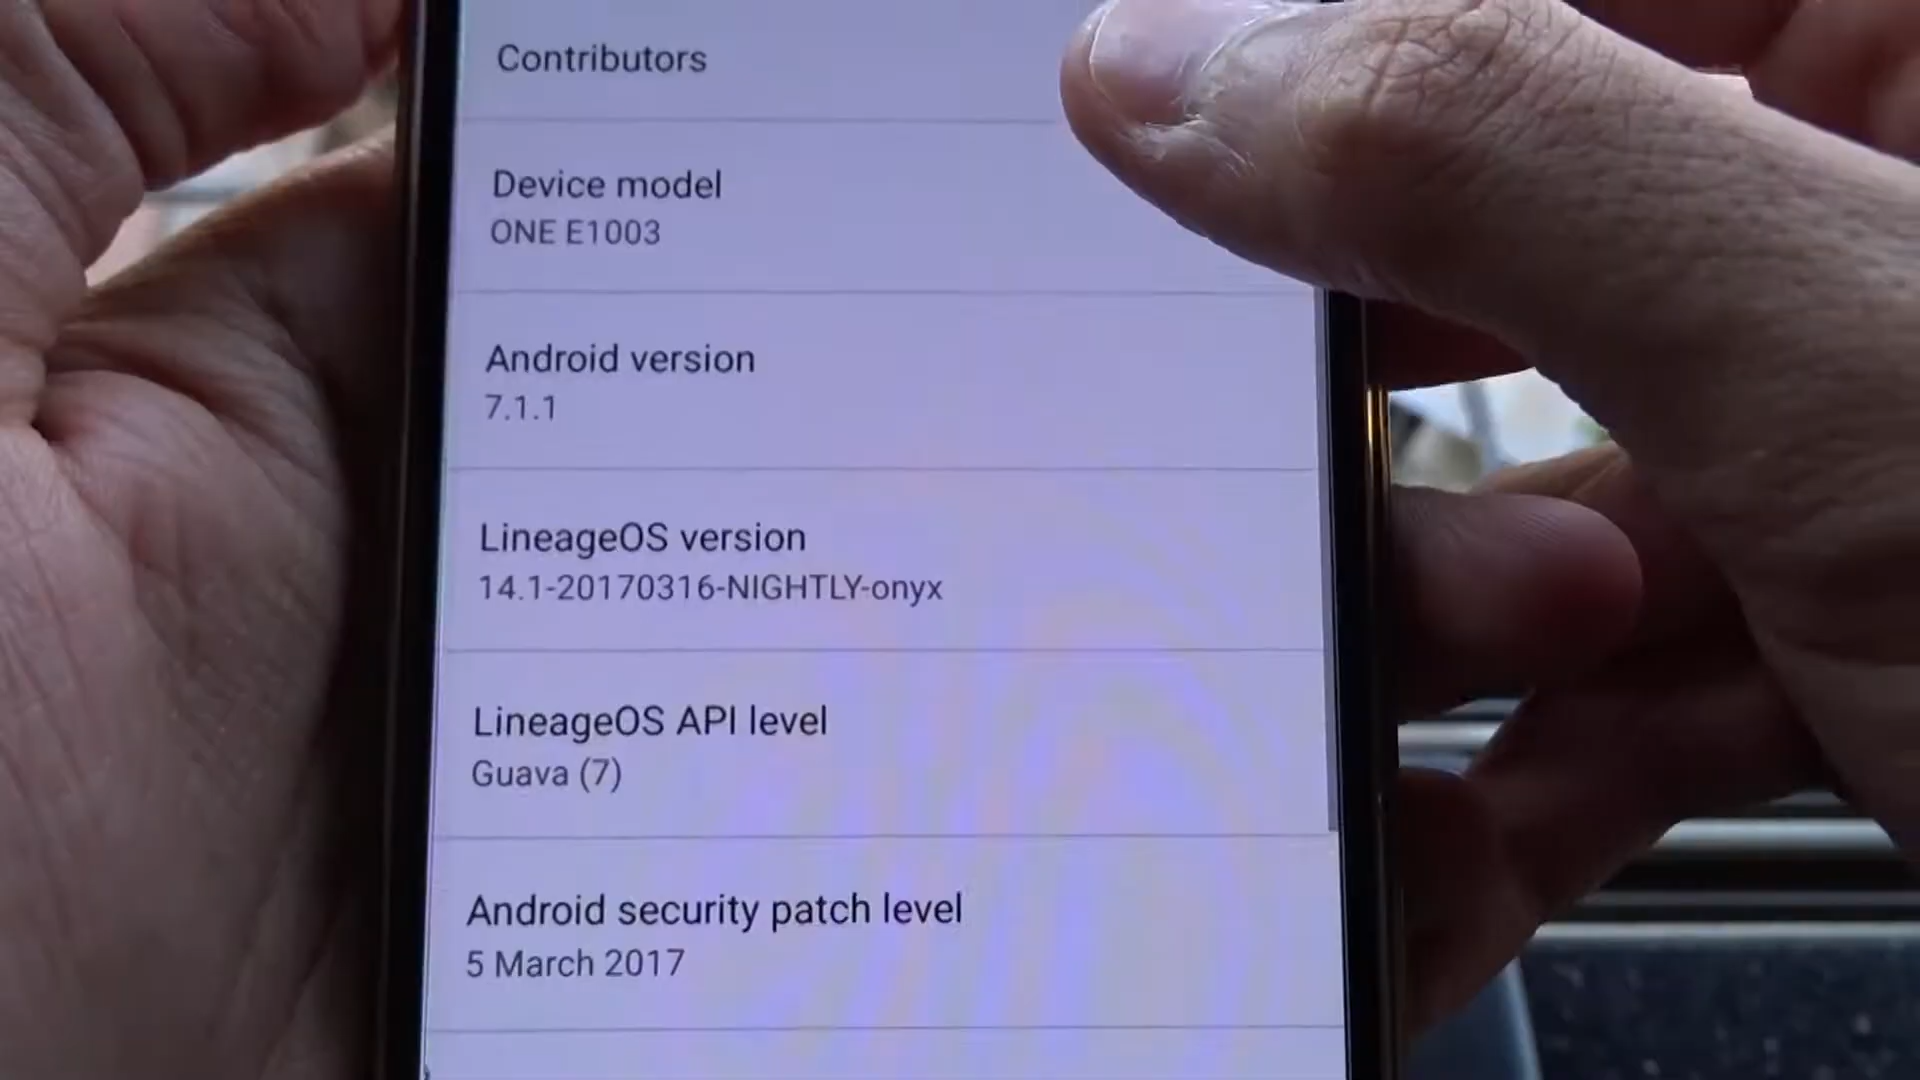 Contributors
Device model
ONE E1003
Android version
7.1.1
LineageOS version
14.1-20170316-NIGHTLY-onyx
LineageOS API level
Guava (7)
Android security patch level
5 March 2017